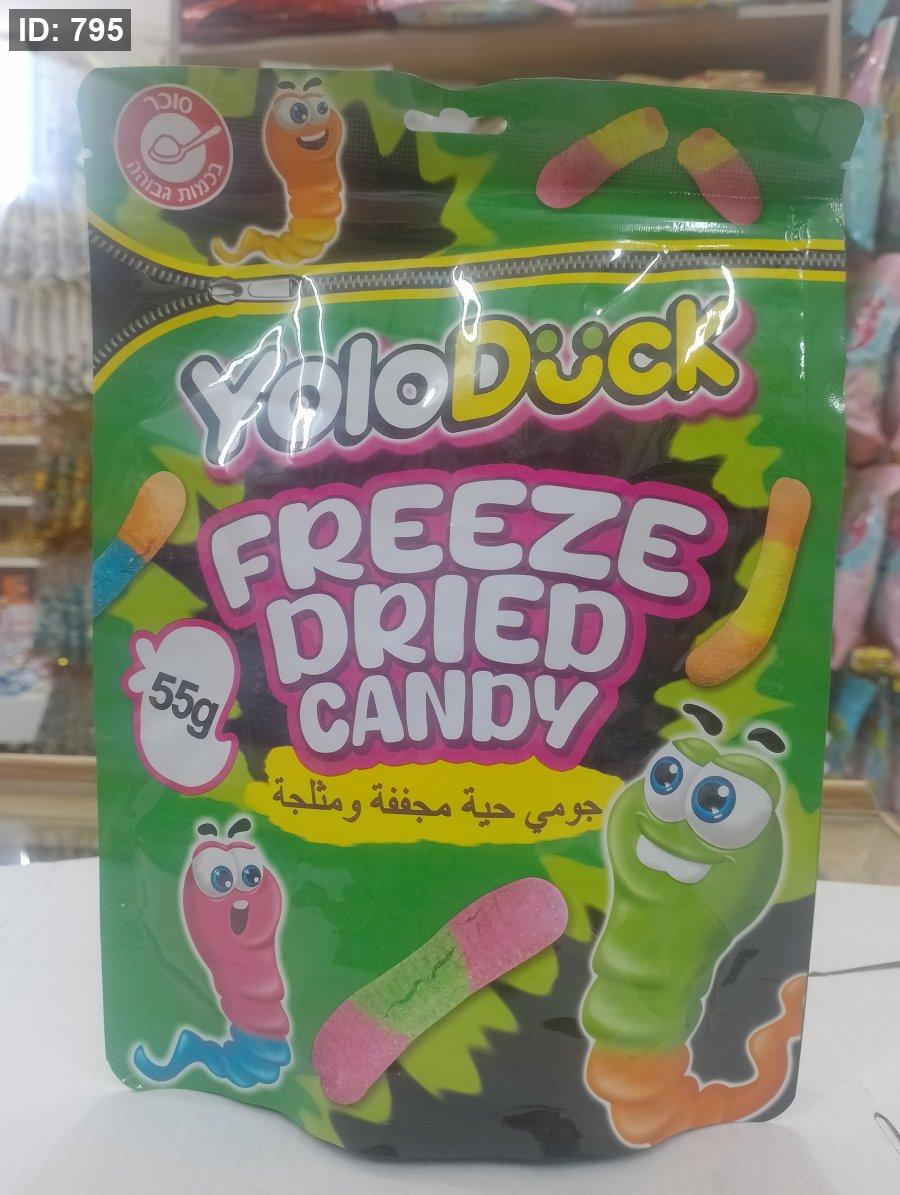 ID: 795
סוכר
בכמות גבוהה
YoloDuck
FREEZE
DRIED
CANDY
55g
جومي حية مجففة ومثلجة